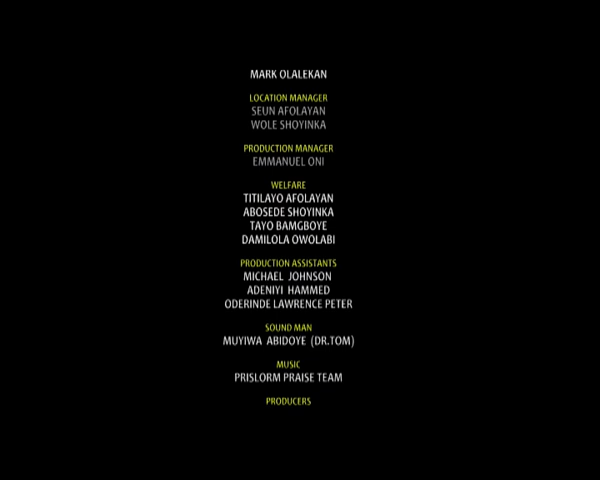 MARK OLALEKAN
LOCATION MANAGER
SEUN AFOLAYAN
WOLE SHOYINKA
PRODUCTION MANAGER
EMMANUEL ONI
WELFARE
TITILAYO AFOLAYAN
ABOSEDE SHOYINKA
TAYO BAMGBOYE
DAMILOLA OWOLABI
PRODUCTION ASSISTANTS
MICHAEL JOHNSON
ADENIYI HAMMED
ODERINDE LAWRENCE PETER
SOUND MAN
MUYIWA ABIDOYE (DR.TOM)
MUSIC
PRISLORM PRAISE TEAM
PRODUCERS